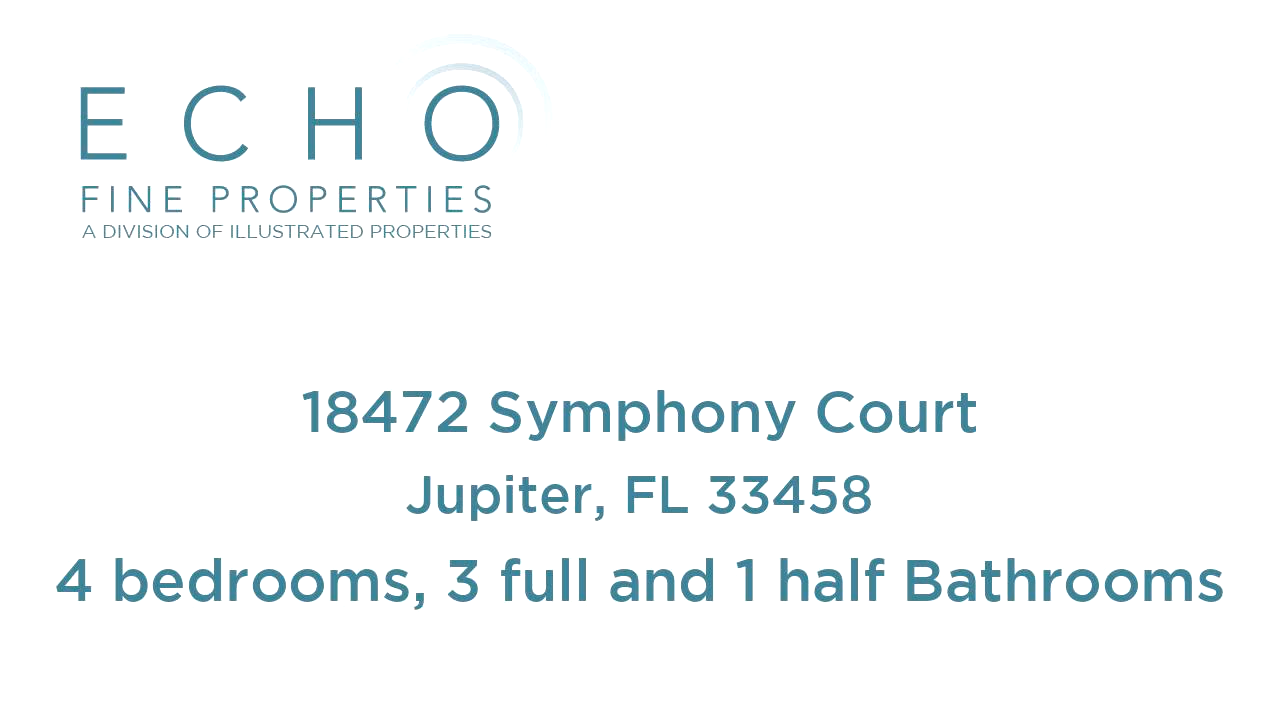 ECHO
FINE PROPERTIES
A DIVISION OF ILLUSTRATED PROPERTIES
18472 Symphony Court
Jupiter, FL 33458
4 bedrooms, 3 full and 1 half Bathrooms